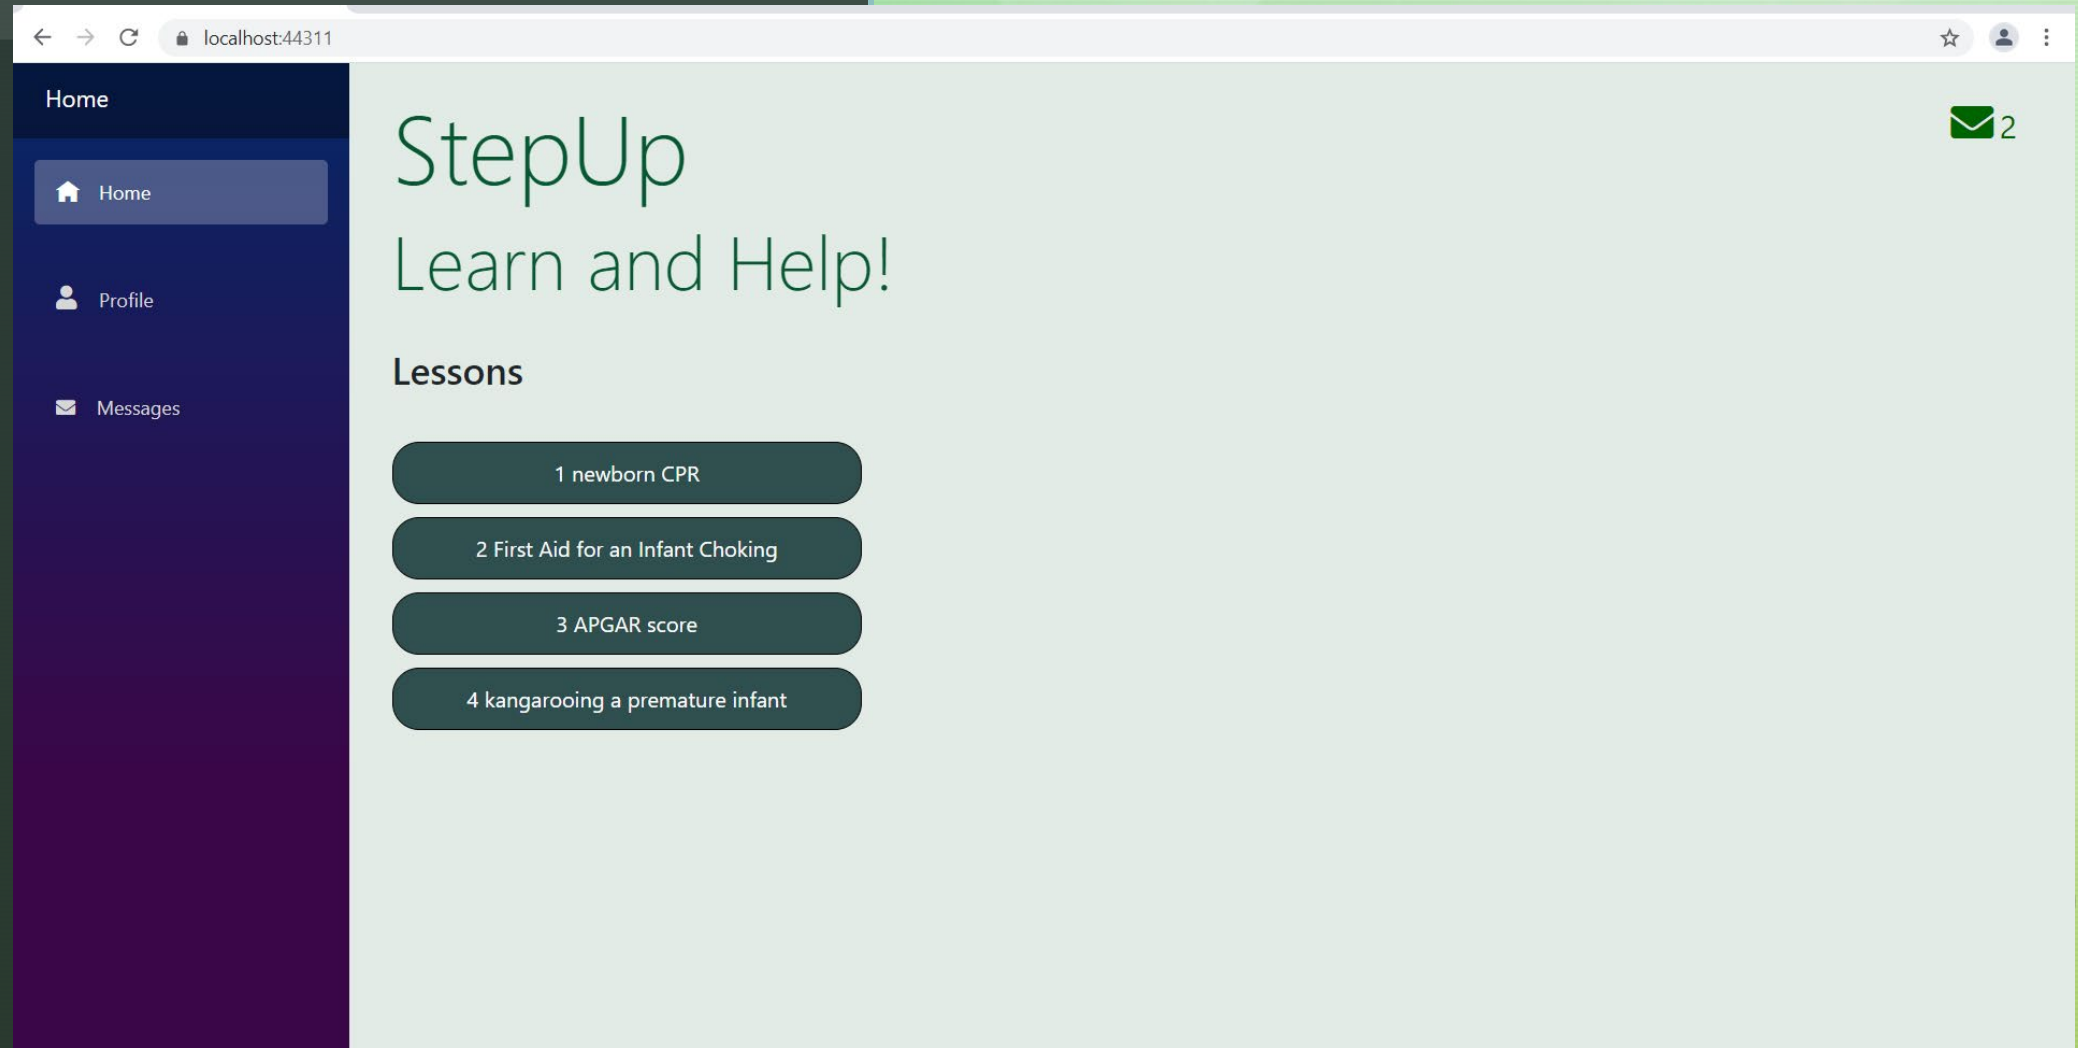 localhost:44311
Home
Home
Profile
Messages
StepUp
Learn and Help!
2
Lessons
1 newborn CPR
2 First Aid for an Infant Choking
3 APGAR score
4 kangarooing a premature infant